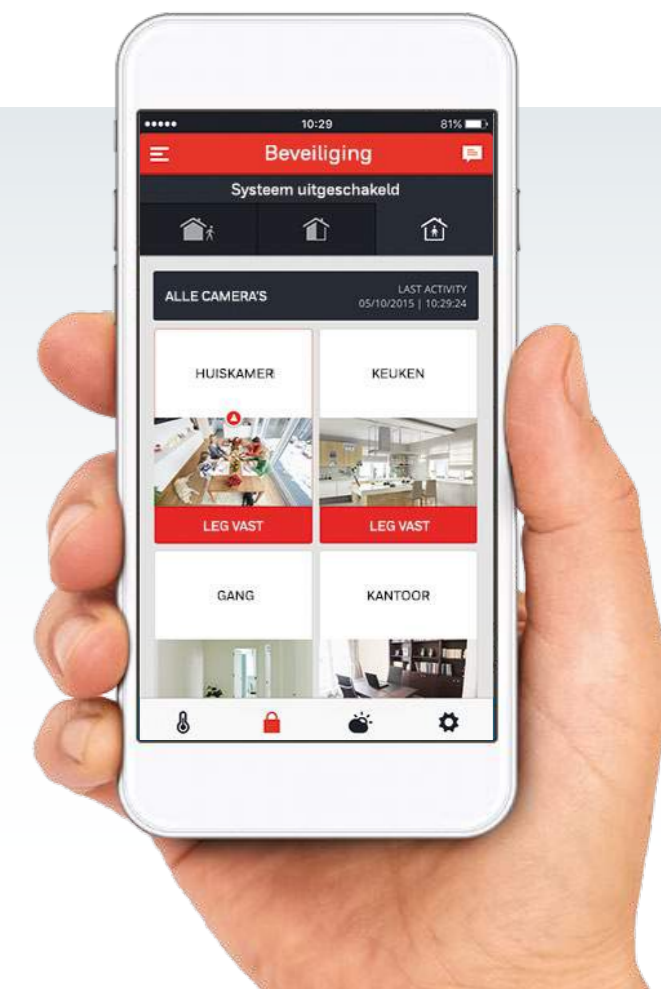 10:29 81%
Beveiliging
Systeem uitgeschakeld
ALLE CAMERA'S
LAST ACTIVITY
05/10/2015 | 10:29:24
HUISKAMER KEUKEN
LEG VAST LEG VAST
GANG KANTOOR